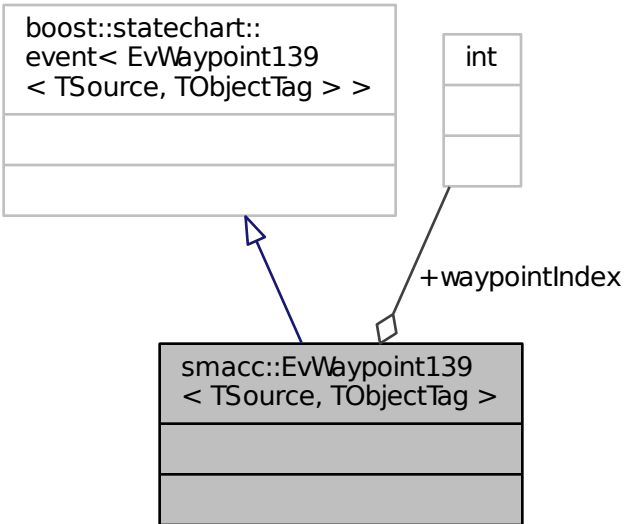 boost::statechart::
event< EvWaypoint139
< TSource, TObjectTag > >
int
+waypointIndex
smacc::EvWaypoint139
< TSource, TObjectTag >